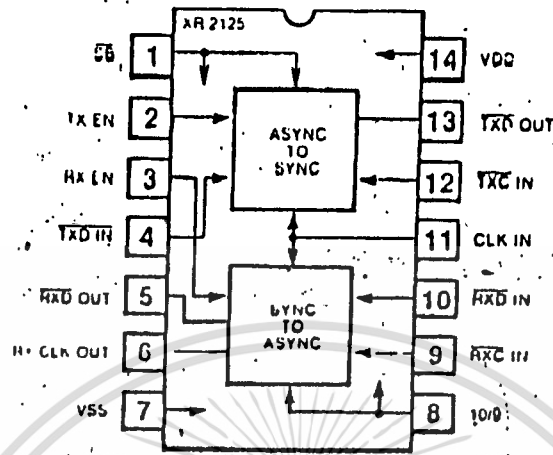 XR 2125
1
TX EN 2
RX EN 3
TXD IN 4
RXD OUT 5
CLK OUT 6
VSS 7
14 VDD
13 TXD OUT
12 TXC IN
11 CLK IN
10 RXD IN
9 RXC IN
8 10/9
ASYNC
TO
SYNC
SYNC
TO
ASYNC